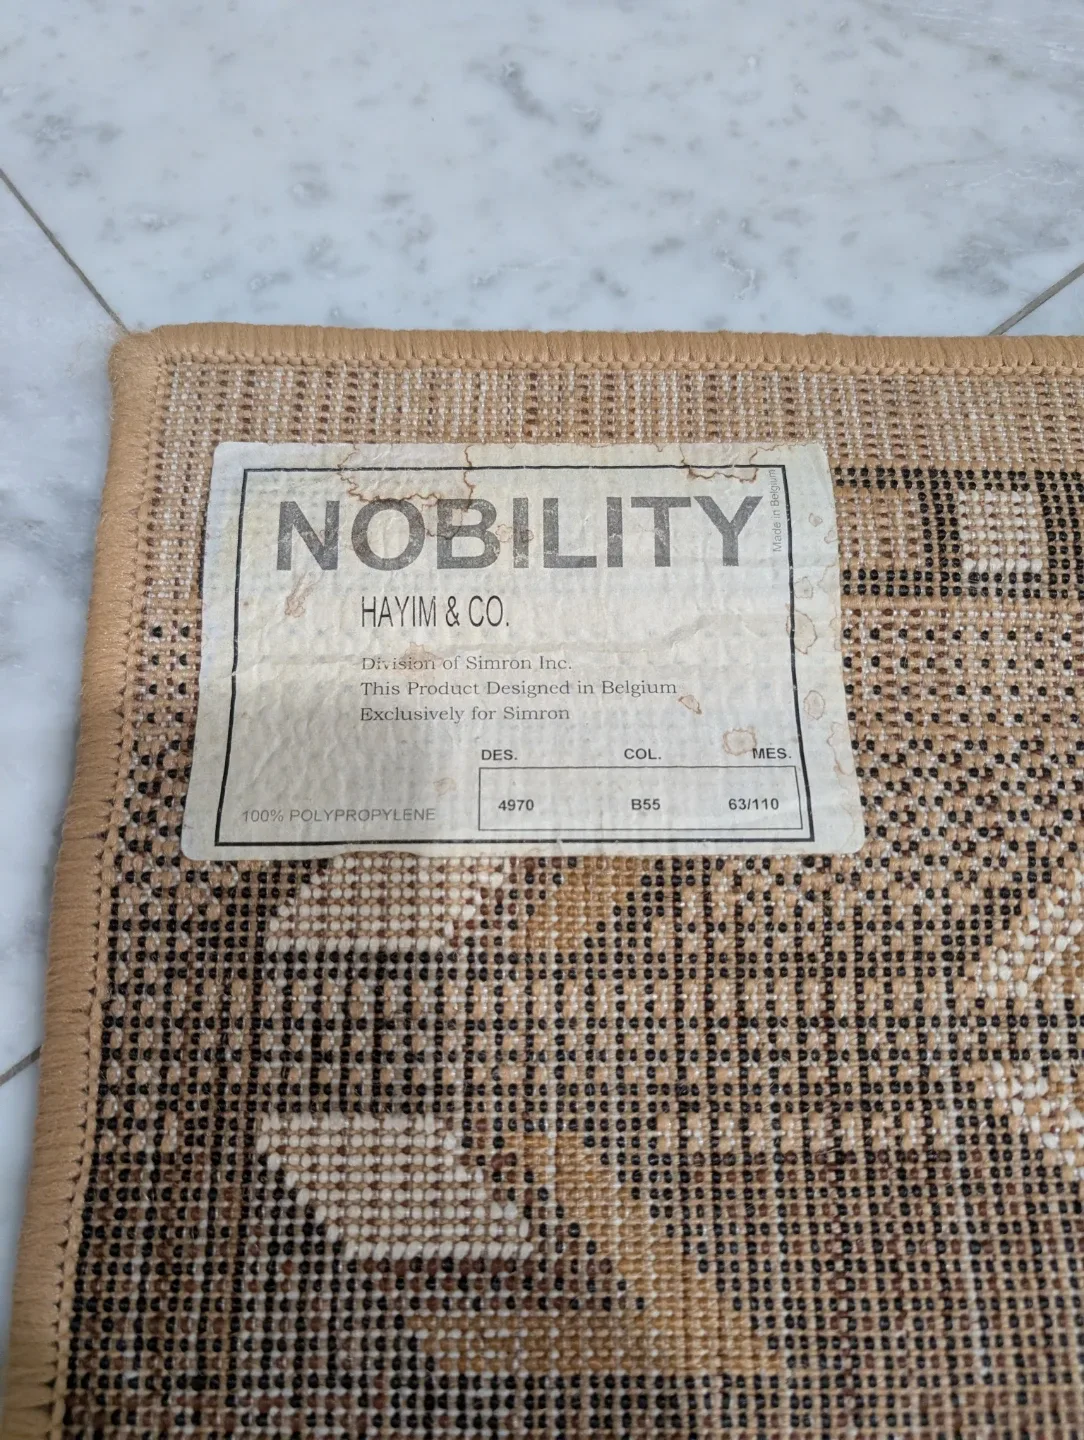 NOBILITY
Made in Belgium
HAYIM & CO.
Division of Simron Inc.
This Product Designed in Belgium
Exclusively for Simron
DES. COL. MES.
4970 B55 63/110
100% POLYPROPYLENE